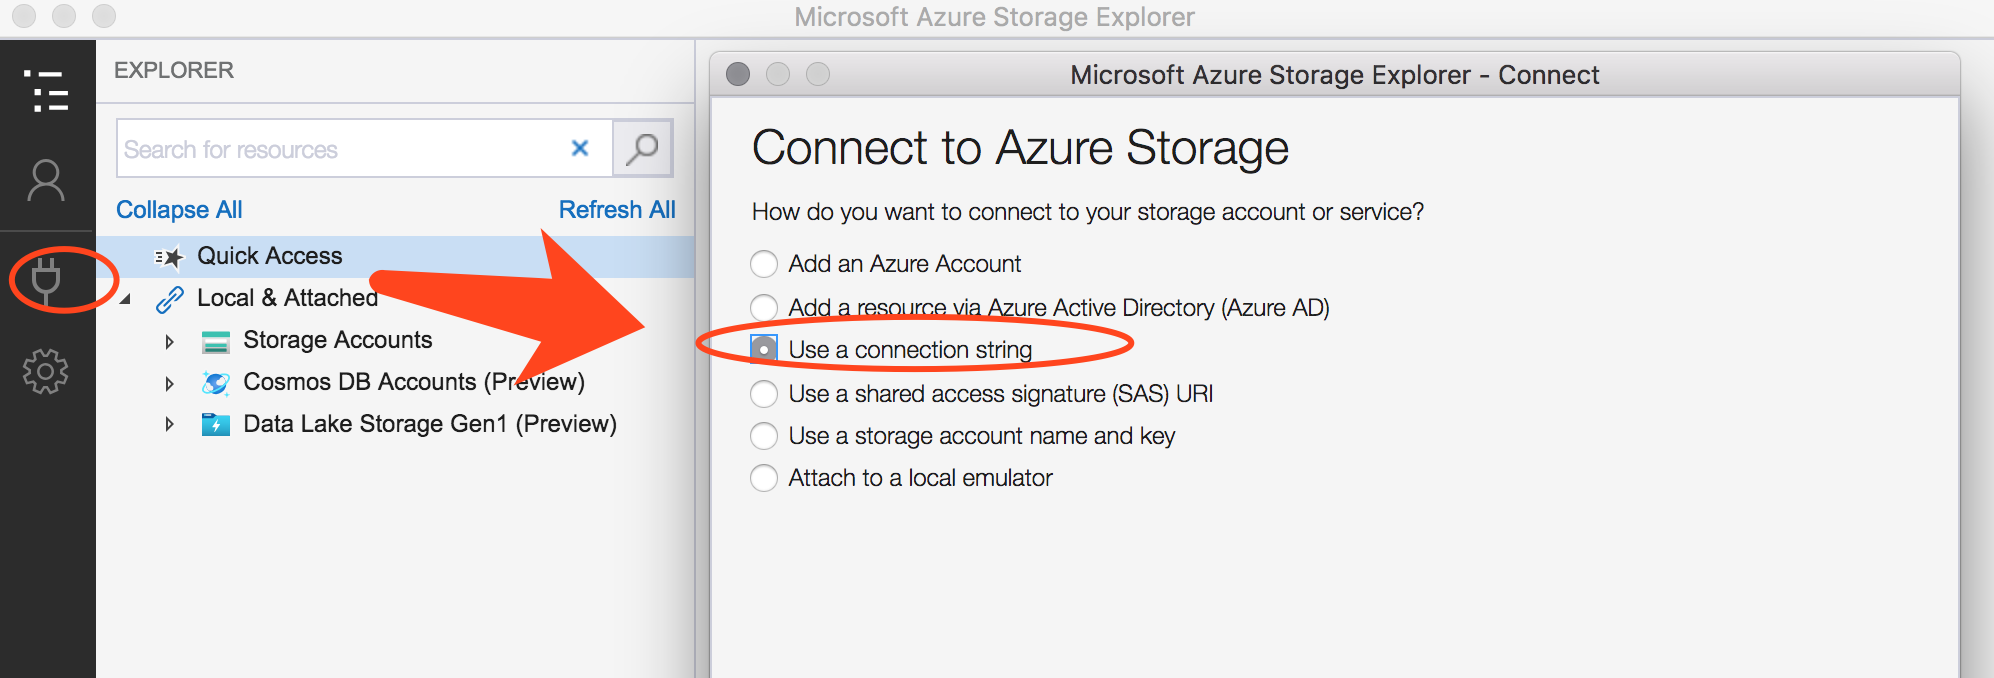 Microsoft Azure Storage Explorer
EXPLORER
Search for resources
Collapse All
Refresh All
Quick Access
Local & Attached
Storage Accounts
Cosmos DB Accounts (Preview)
Data Lake Storage Gen1 (Preview)
Microsoft Azure Storage Explorer - Connect
Connect to Azure Storage
How do you want to connect to your storage account or service?
Add an Azure Account
Add a resource via Azure Active Directory (Azure AD)
Use a connection string
Use a shared access signature (SAS) URI
Use a storage account name and key
Attach to a local emulator